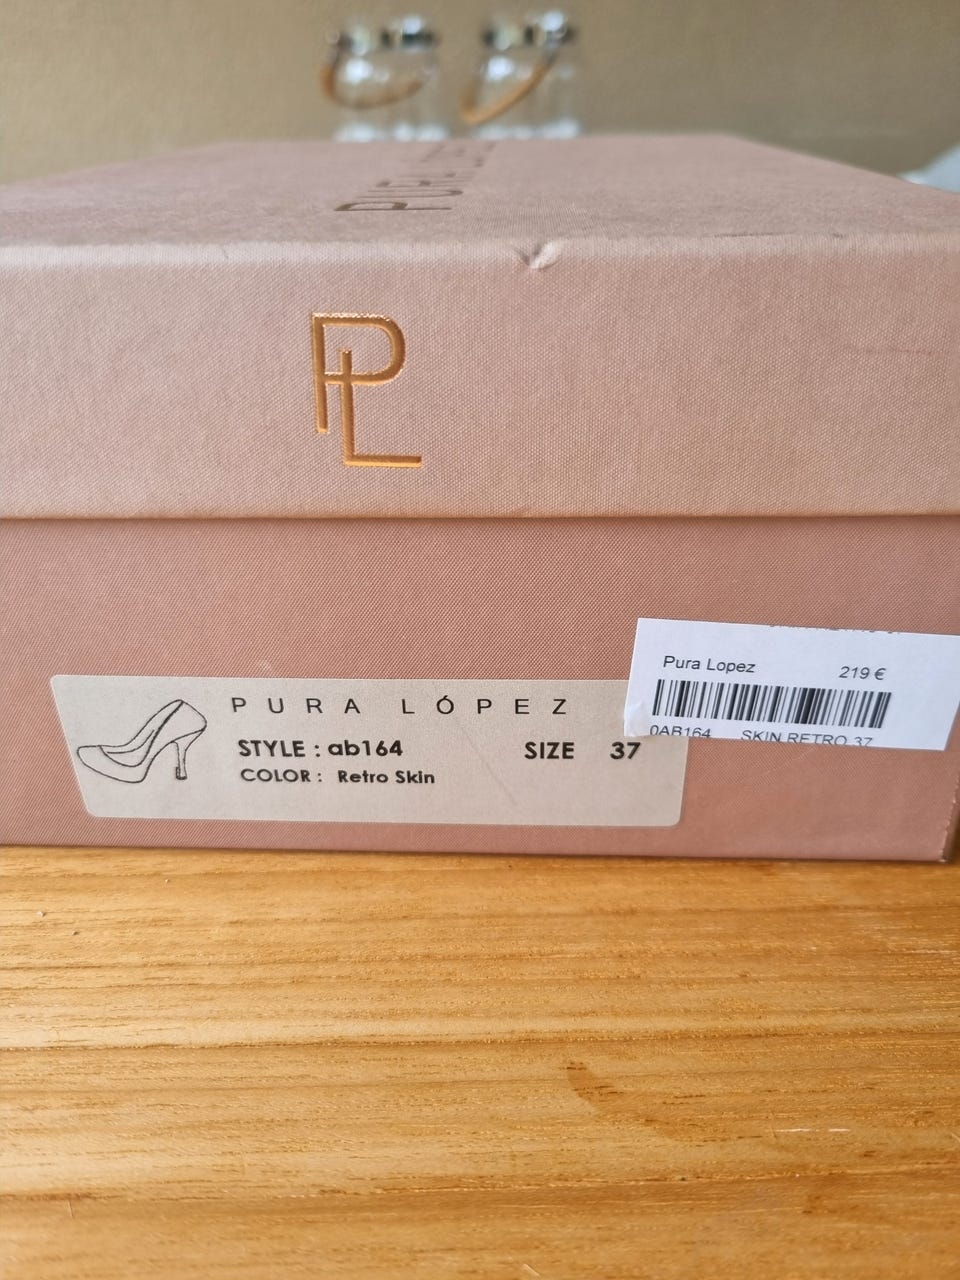 PL
PURA LÓPEZ
STYLE : ab164
SIZE 37
COLOR : Retro Skin
Pura Lopez
219 €
0AB164 SKIN RETRO 37